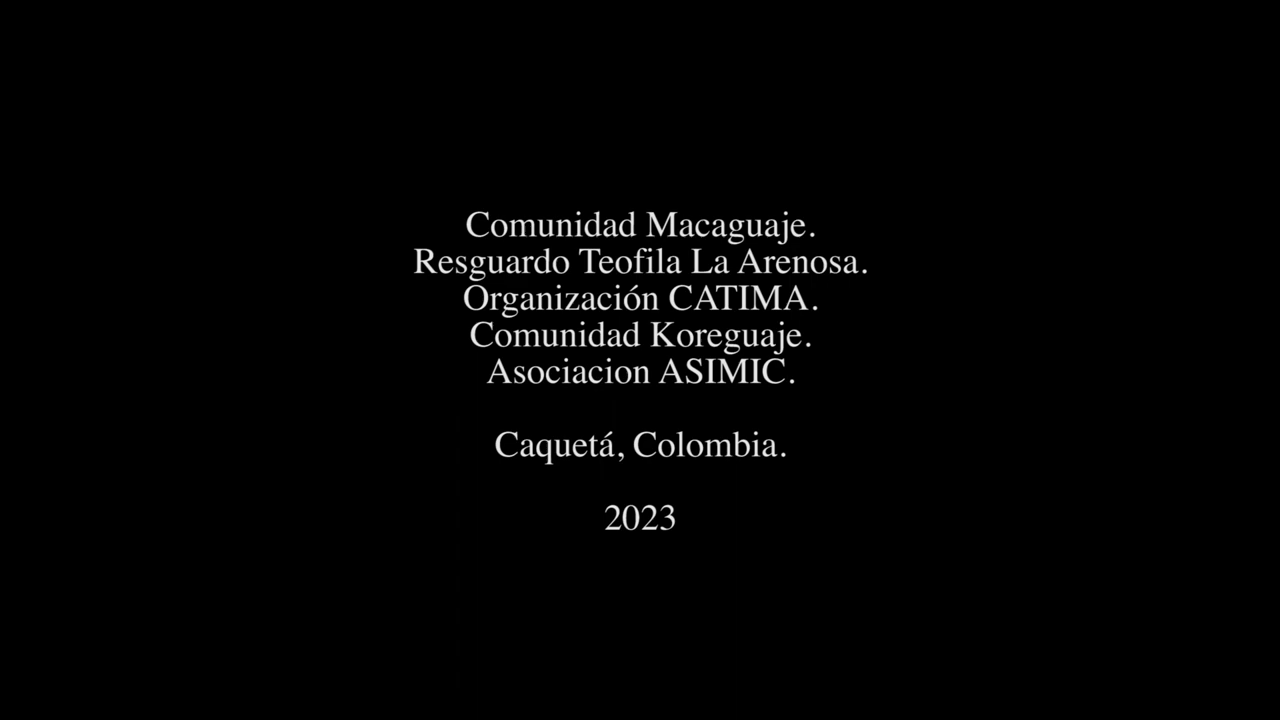 Comunidad Macaguaje.
Resguardo Teofila La Arenosa.
Organización CATIMA.
Comunidad Koreguaje.
Asociacion ASIMIC.
Caquetá, Colombia.
2023